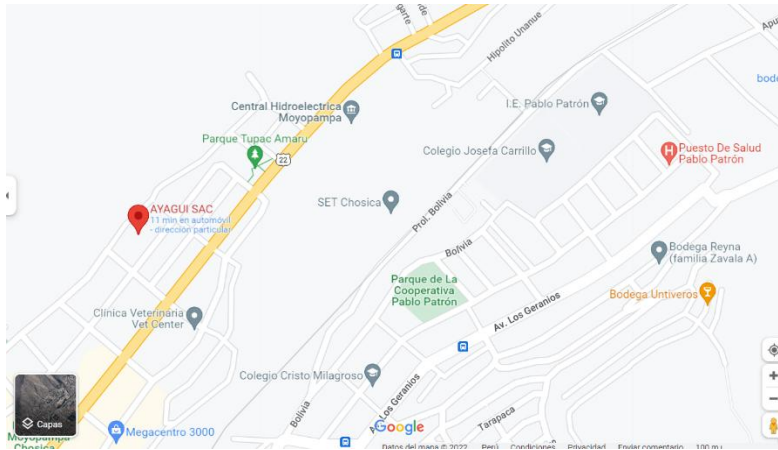 Hipolito Unanue
bod
Central Hidroelectrica
Moyopampa
I.E. Pablo Patrón
Parque Tupac Amaru
22
Colegio Josefa Carrillo
Puesto De Salud
Pablo Patrón
AYAGUI SAC
11 min en automóvil
- dirección particular
SET Chosica
Prol. Bolivia
Bolivia
Bodega Reyna
(familia Zavala A)
Parque de La
Cooperativa
Pablo Patrón
Bodega Untiveros
Av. Los Geranios
Clínica Veterinaria
Vet Center
Colegio Cristo Milagroso
Bolivia
Av. Los Geranios
Tarapaca
Capas
Megacentro 3000
Moyopampa
Chosica
Google
Datos del mapa © 2022 Perú Condiciones Privacidad Enviar comentario 100 m